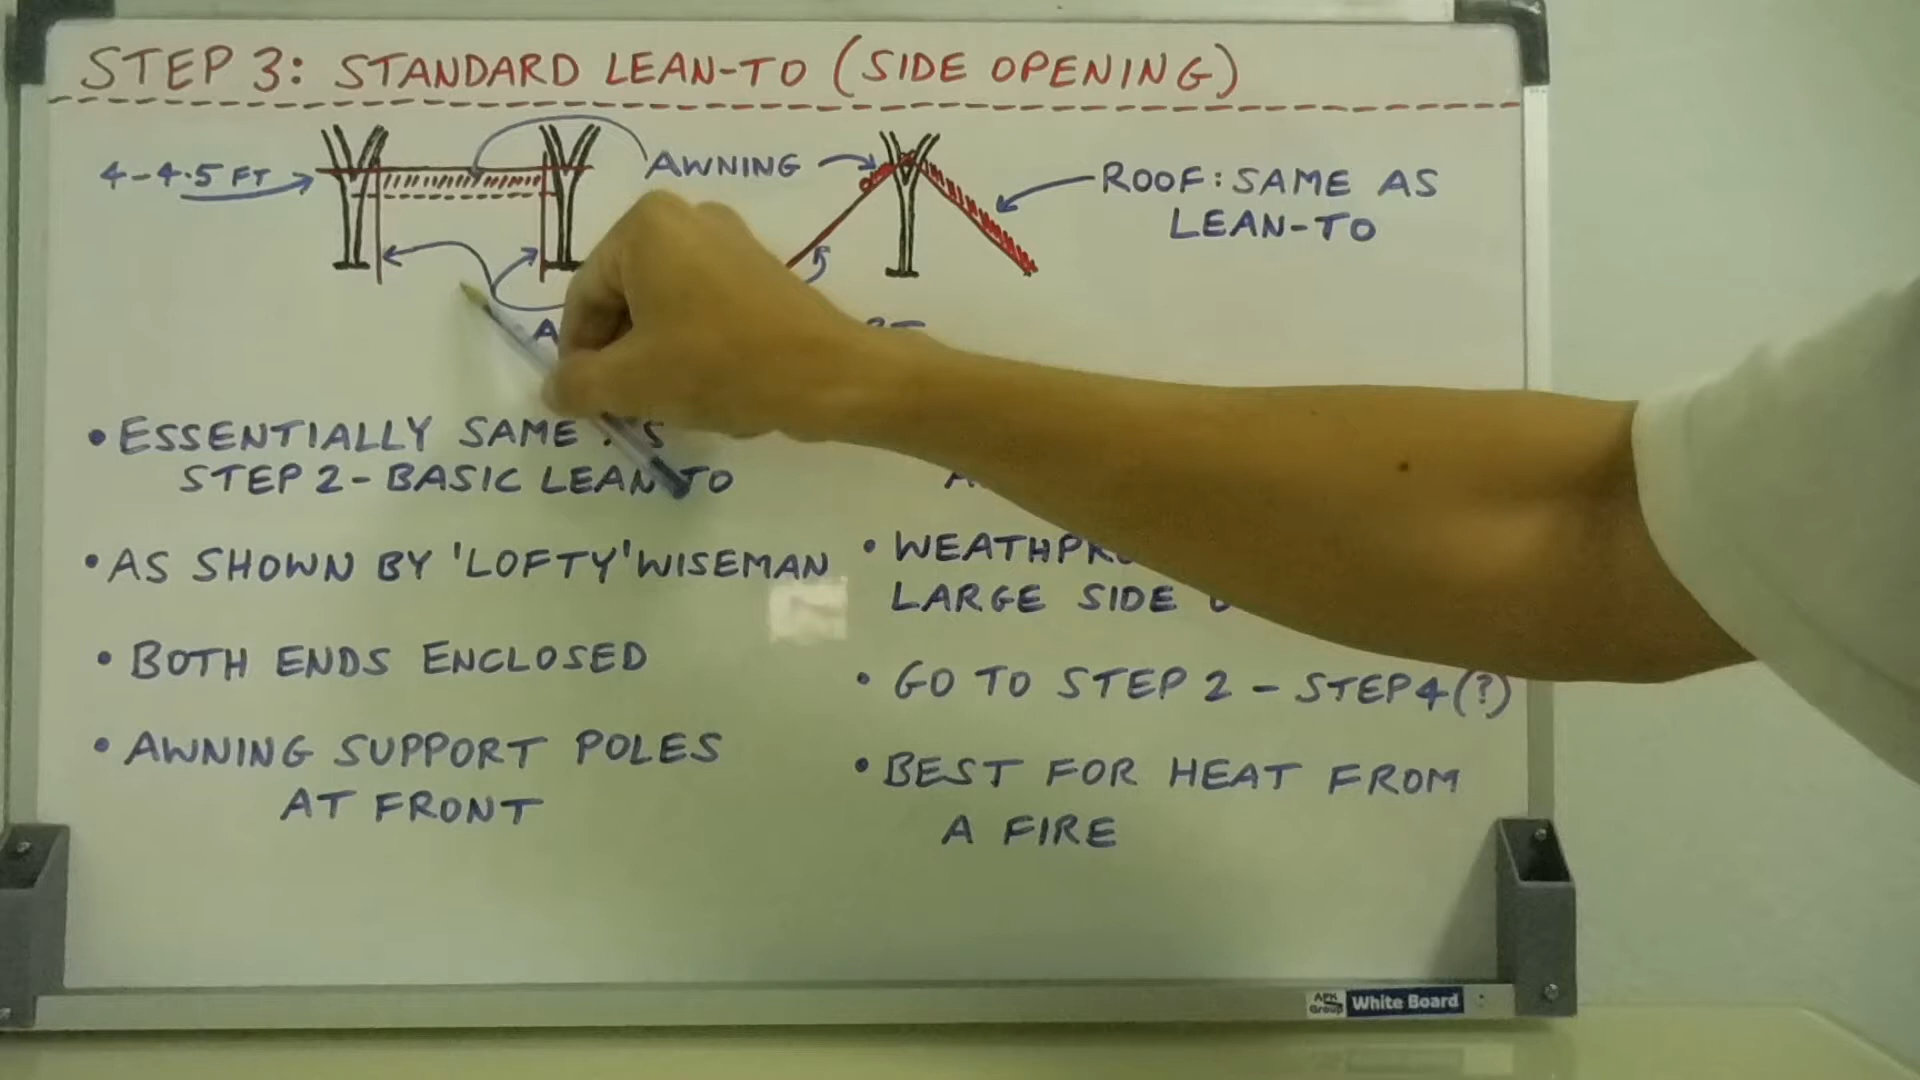 STEP 3: STANDARD LEAN-TO (SIDE OPENING)
4-4.5 FT
AWNING
ROOF: SAME AS
LEAN-TO
• ESSENTIALLY SAME
STEP 2 - BASIC LEAN TO
• AS SHOWN BY 'LOFTY' WISEMAN
• BOTH ENDS ENCLOSED
• AWNING SUPPORT POLES
AT FRONT
LARGE SIDE
• GO TO STEP 2 - STEP 4 (?)
• BEST FOR HEAT FROM
A FIRE
APX Group White Board